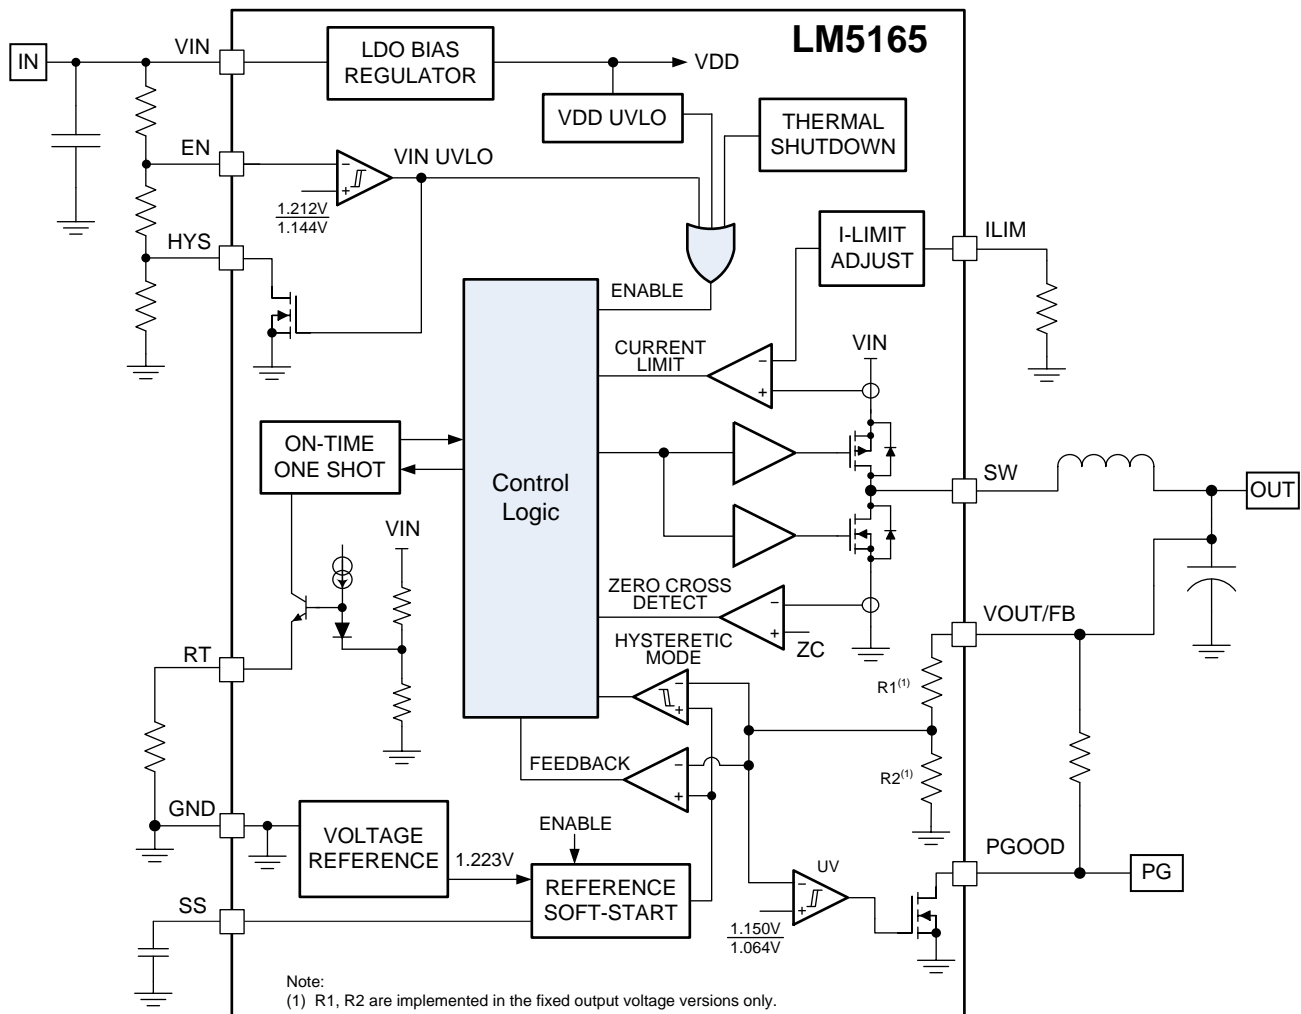 LM5165
IN
VIN
LDO BIAS
REGULATOR
VDD
VDD UVLO
THERMAL
SHUTDOWN
EN
VIN UVLO
1.212V
1.144V
HYS
I-LIMIT
ADJUST
ILIM
ENABLE
CURRENT
LIMIT
VIN
ON-TIME
ONE SHOT
Control
Logic
SW
OUT
VIN
ZERO CROSS
DETECT
ZC
VOUT/FB
HYSTERETIC
MODE
RT
R1(1)
FEEDBACK
R2(1)
GND
VOLTAGE
REFERENCE
1.223V
ENABLE
REFERENCE
SOFT-START
SS
UV
1.150V
1.064V
PGOOD
PG
Note:
(1) R1, R2 are implemented in the fixed output voltage versions only.